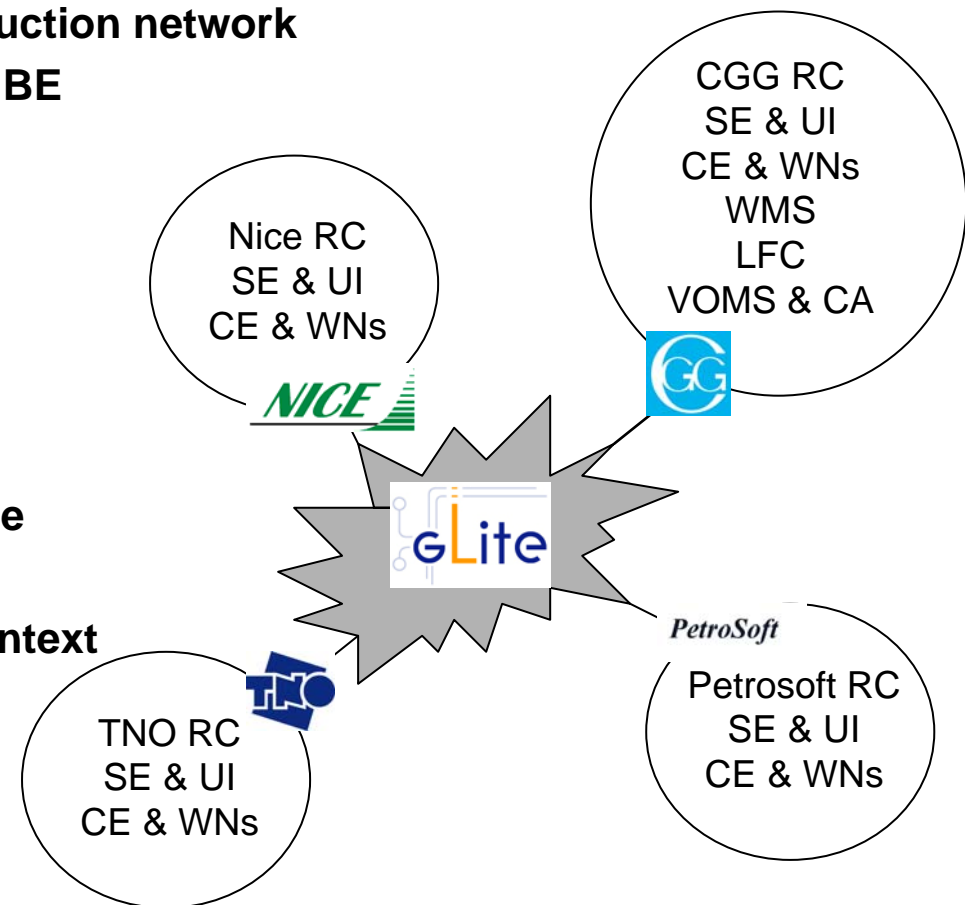 uction network
BE
CGG RC
SE & UI
CE & WNs
WMS
LFC
VOMS & CA
CGG
Nice RC
SE & UI
CE & WNs
NICE
gLite
e
ntext
PetroSoft
Petrosoft RC
SE & UI
CE & WNs
TNO
TNO RC
SE & UI
CE & WNs